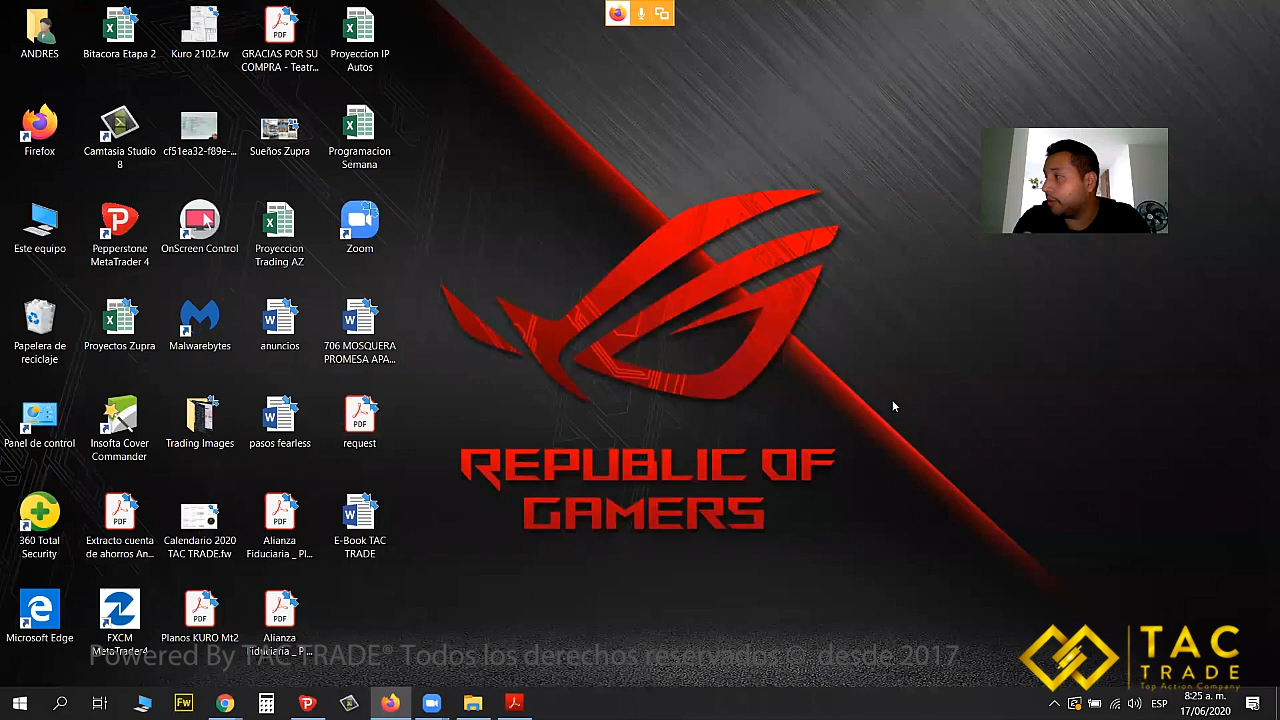 ANDRES
Bitacora Etapa 2
Kuro 2102.fw
GRACIAS POR SU
COMPRA - Teatr...
Proyeccion IP
Autos
Firefox
Camtasia Studio
8
cf51ea32-f89e-...
Sueños Zupra
Programacion
Semana
Este equipo
Pepperstone
MetaTrader 4
OnScreen Control
Proyeccion
Trading AZ
Zoom
Papelera de
reciclaje
Proyectos Zupra
Malwarebytes
anuncios
706 MOSQUERA
PROMESA APA...
Panel de control
Insofta Cover
Commander
Trading Images
pasos fearless
request
360 Total
Security
Extracto cuenta
de ahorros An...
Calendario 2020
TAC TRADE.fw
Alianza
Fiduciaria _ Pl...
E-Book TAC
TRADE
Microsoft Edge
FXCM
MetaTrader4
Planos KURO Mt2
Alianza
Fiduciaria _ P...
REPUBLIC OF
GAMERS
Powered By TAC TRADE® Todos los derechos reservados © desde 2017
TAC
TRADE
Top Action Company
Fw
ESP
8:25 a. m.
17/06/2020